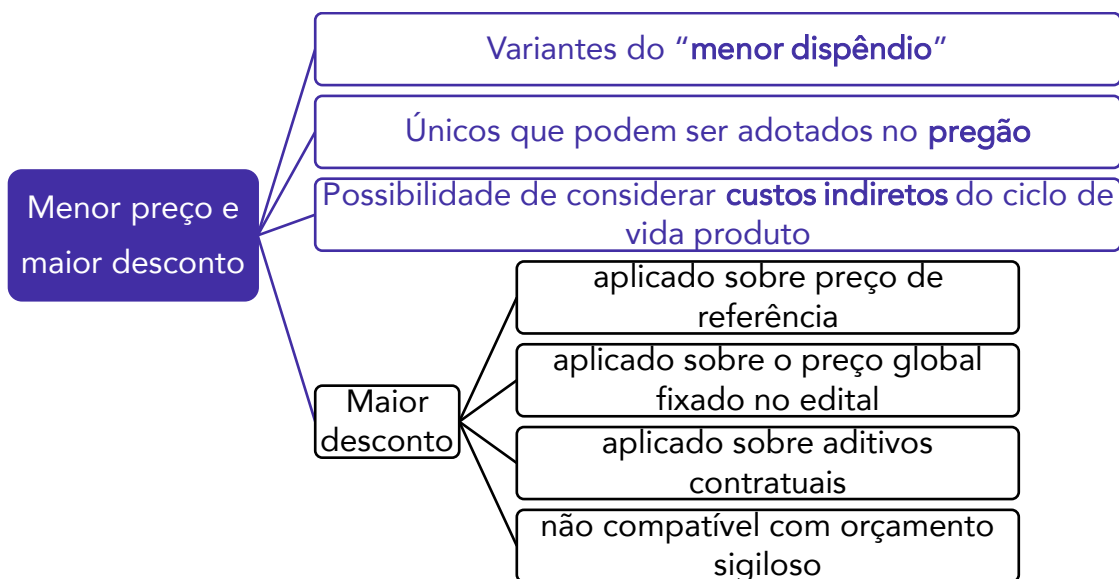 Variantes do “menor dispêndio”
Únicos que podem ser adotados no pregão
Menor preço e
maior desconto
Possibilidade de considerar custos indiretos do ciclo de
vida produto
Maior
desconto
aplicado sobre preço de
referência
aplicado sobre o preço global
fixado no edital
aplicado sobre aditivos
contratuais
não compatível com orçamento
sigiloso